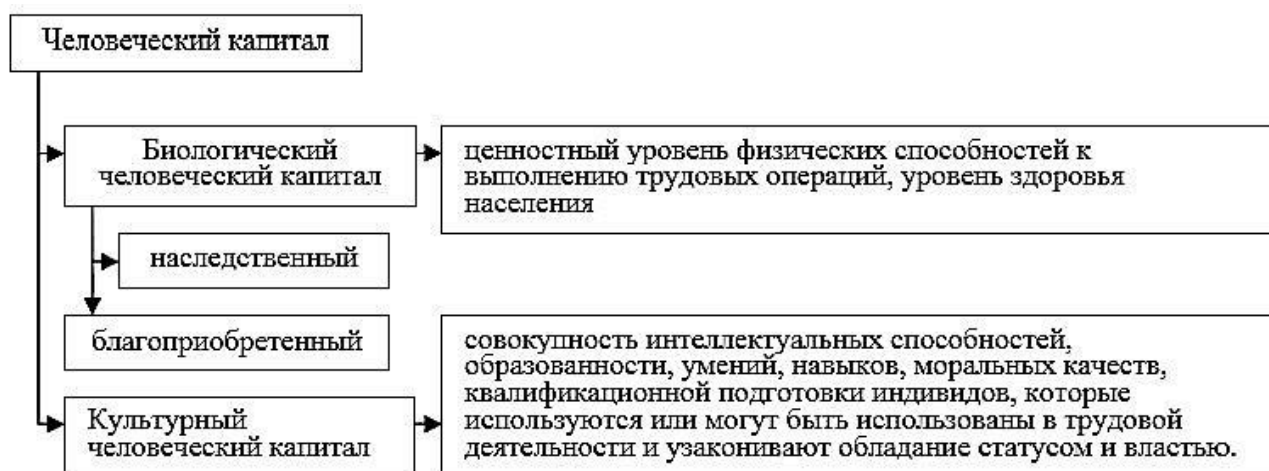 Человеческий капитал
Биологический
человеческий капитал
ценностный уровень физических способностей к
выполнению трудовых операций, уровень здоровья
населения
наследственный
благоприобретенный
совокупность интеллектуальных способностей,
образованности, умений, навыков, моральных качеств,
квалификационной подготовки индивидов, которые
используются или могут быть использованы в трудовой
деятельности и узаконивают обладание статусом и властью.
Культурный
человеческий капитал